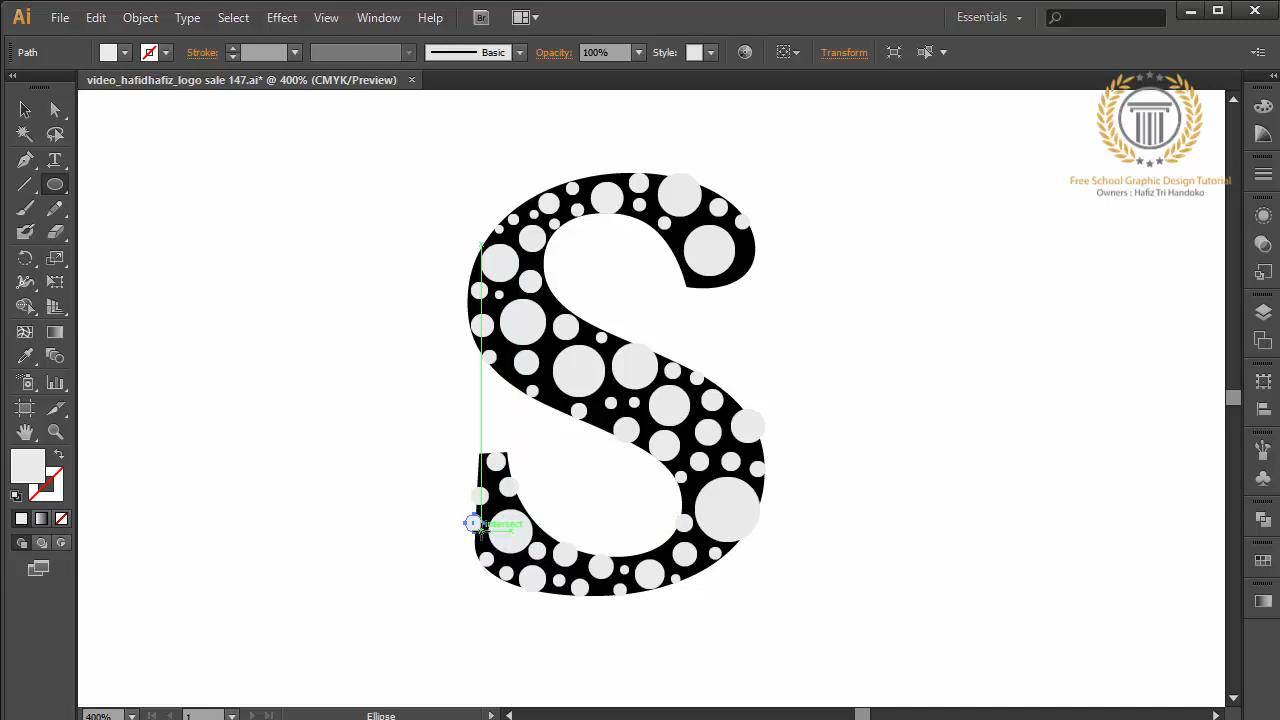 Ai File Edit Object Type Select Effect View Window Help Br Essentials
Path Stroke: Basic Opacity: 100% Style: Transform
video_hafidhafiz_logo sale 147.ai* @ 400% (CMYK/Preview)
Free School Graphic Design Tutorial
Owners : Hafiz Tri Handoko
S
intersect
400% 1 Ellipse